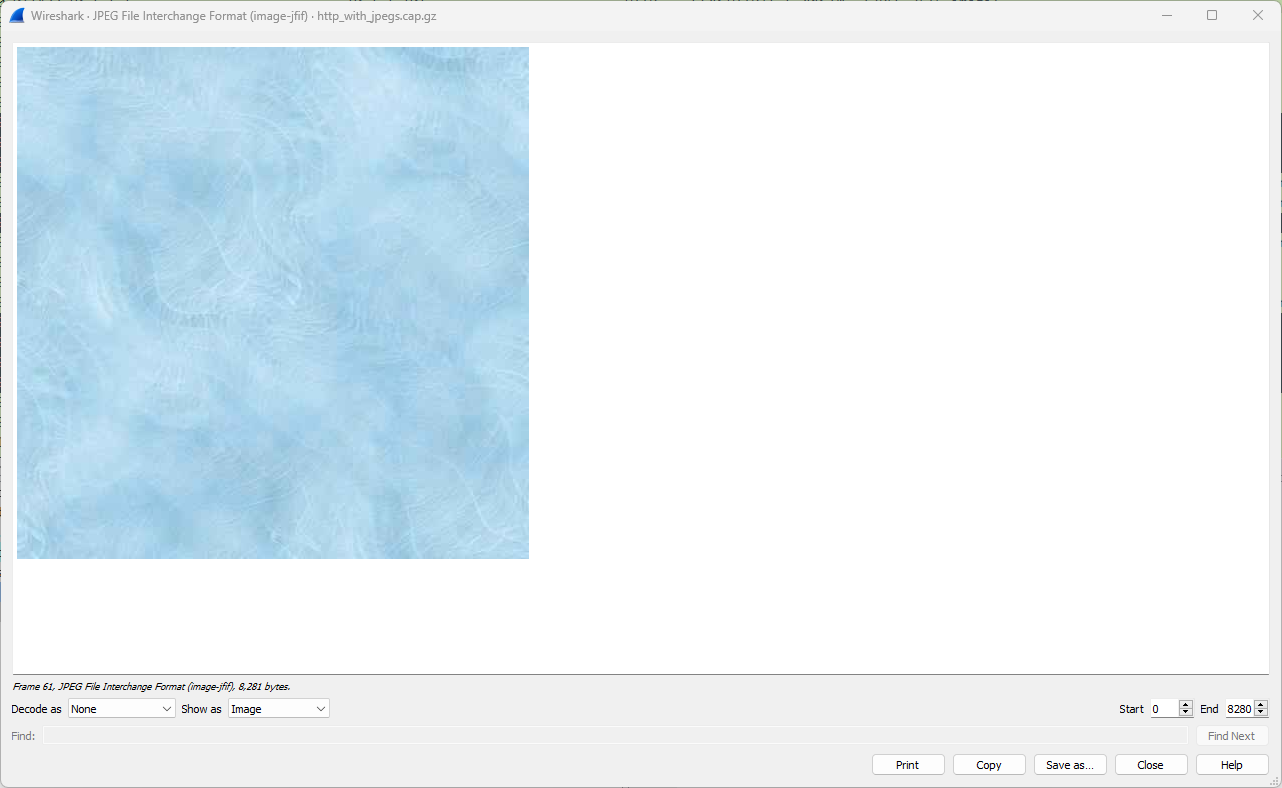 Wireshark · JPEG File Interchange Format (image-jfif) · http_with_jpegs.cap.gz
Frame 61, JPEG File Interchange Format (image-jfif), 8,281 bytes.
Decode as None Show as Image Start 0 End 8280
Find: Find Next
Print Copy Save as... Close Help